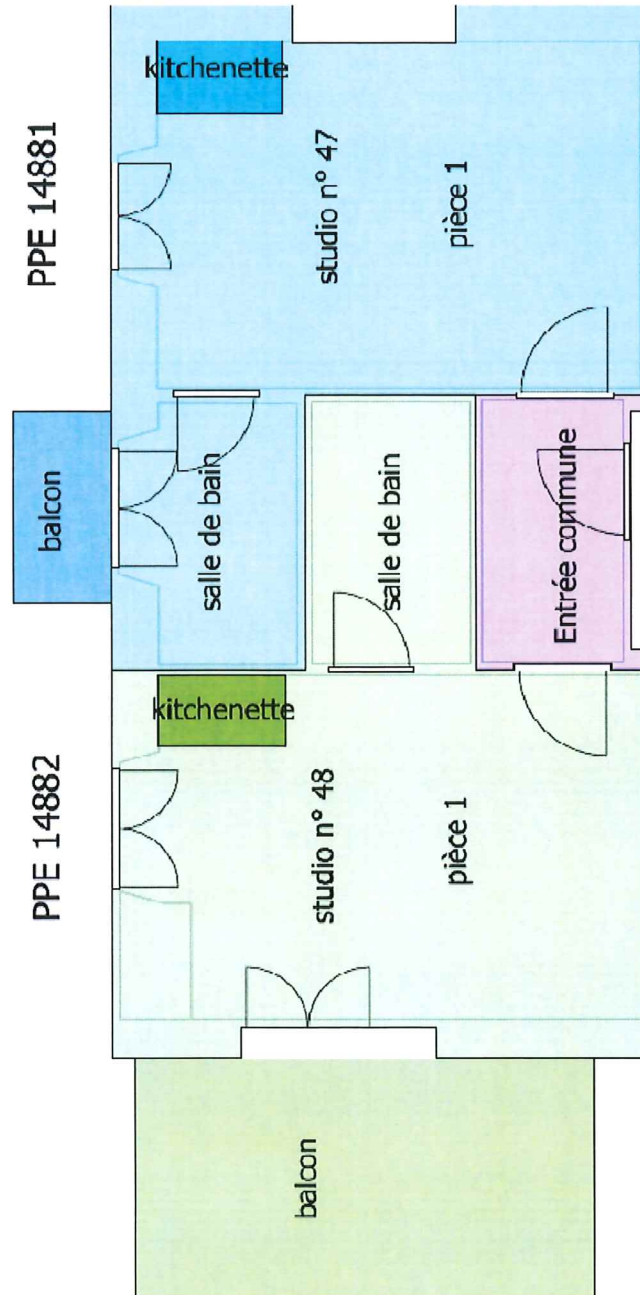 PPE 14882
PPE 14881
balcon
kitchenette
kitchenette
salle de bain
studio n° 48
studio n° 47
balcon
salle de bain
pièce 1
pièce 1
Entrée commune